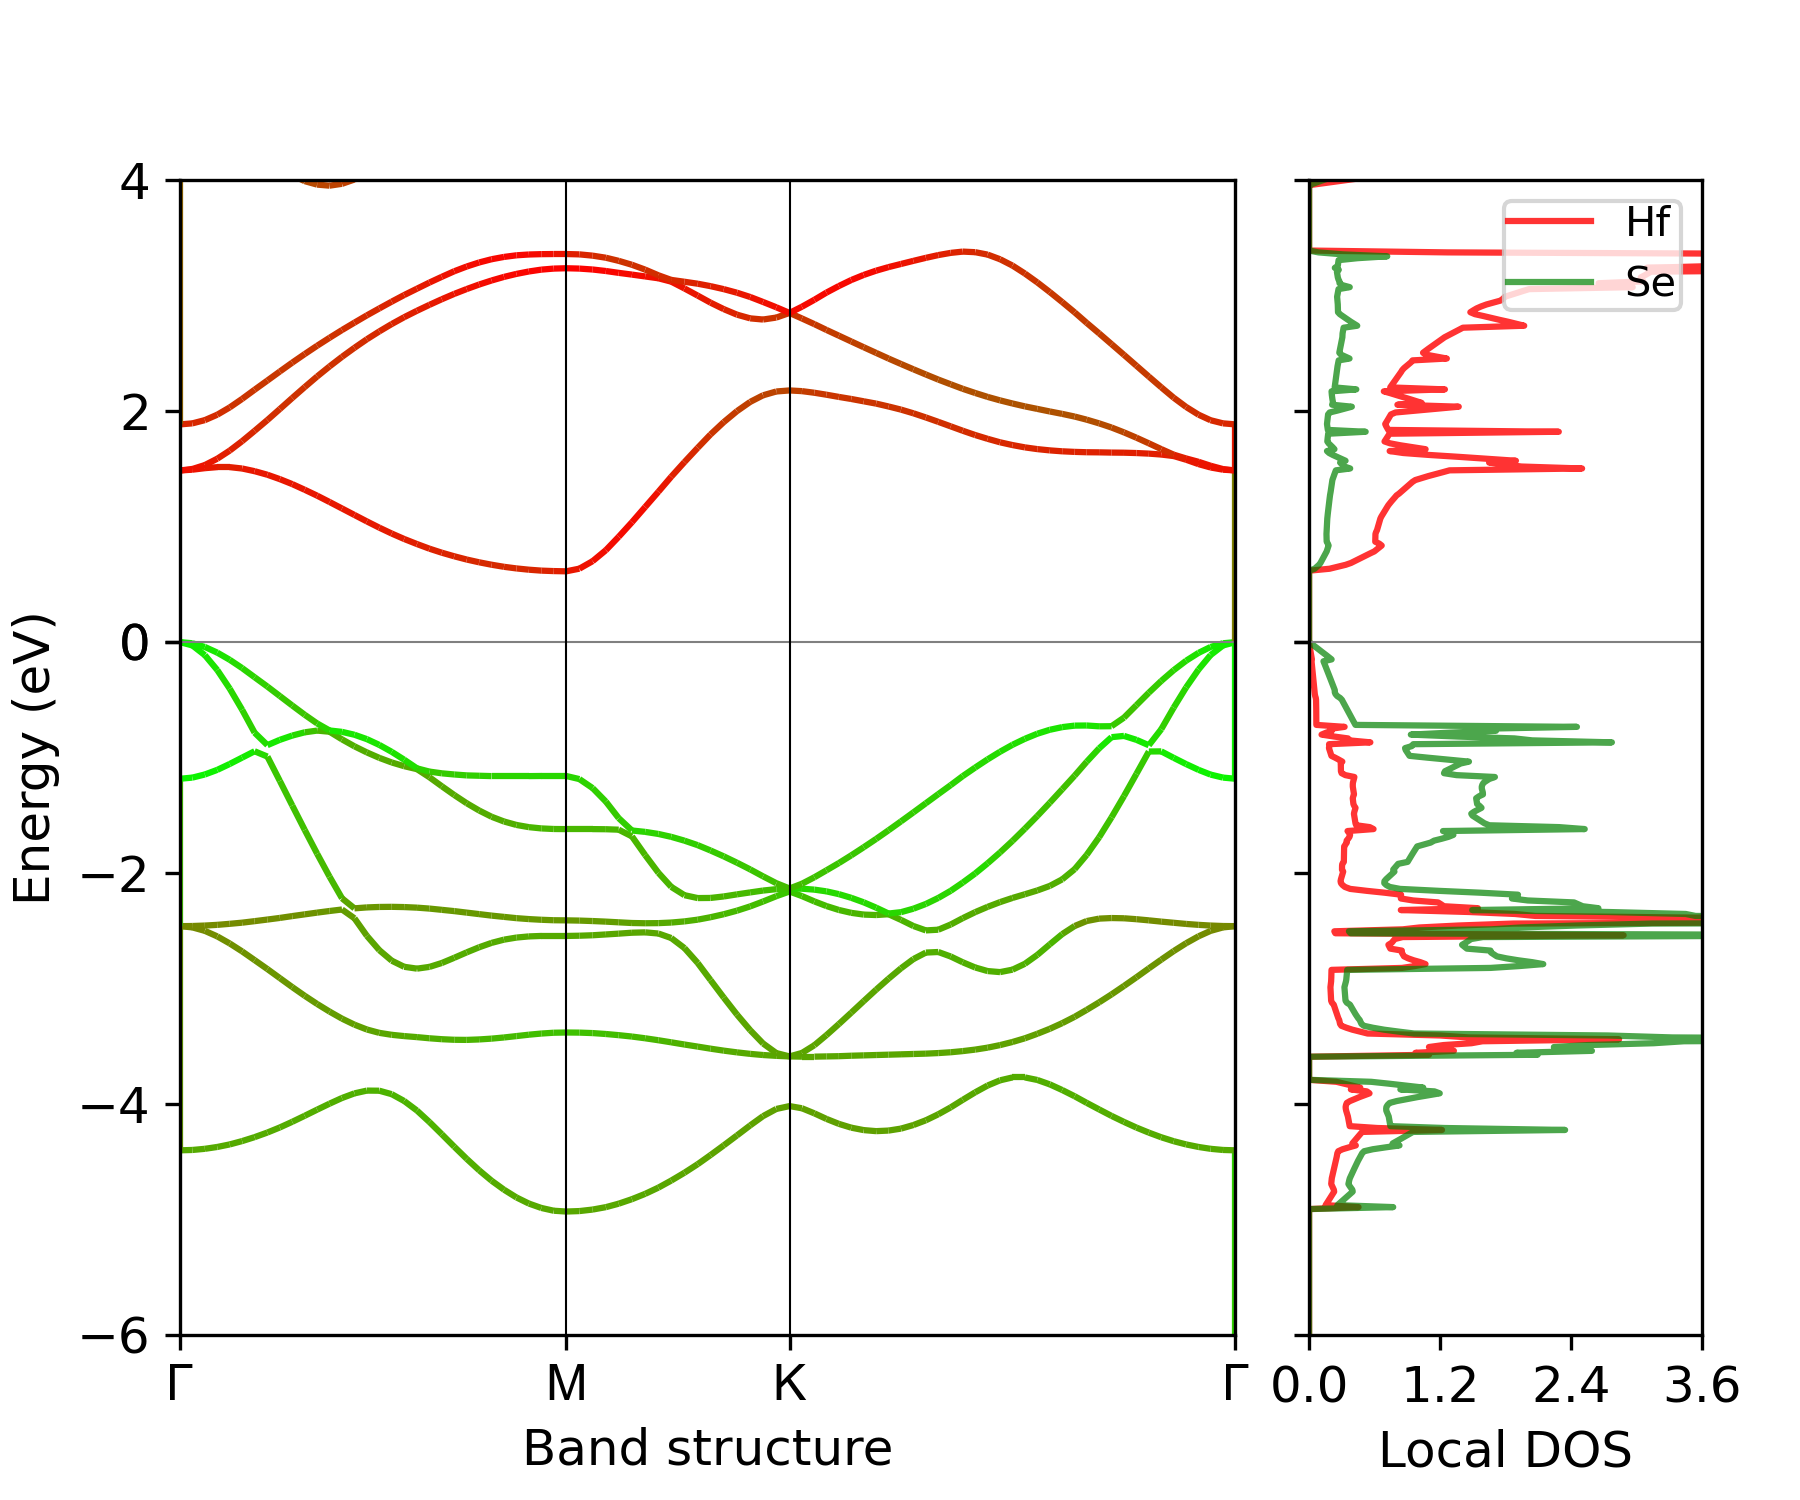 4
2
0
−2
−4
−6
Energy (eV)
Γ
M
K
Γ
Band structure
Hf
Se
0.0
1.2
2.4
3.6
Local DOS